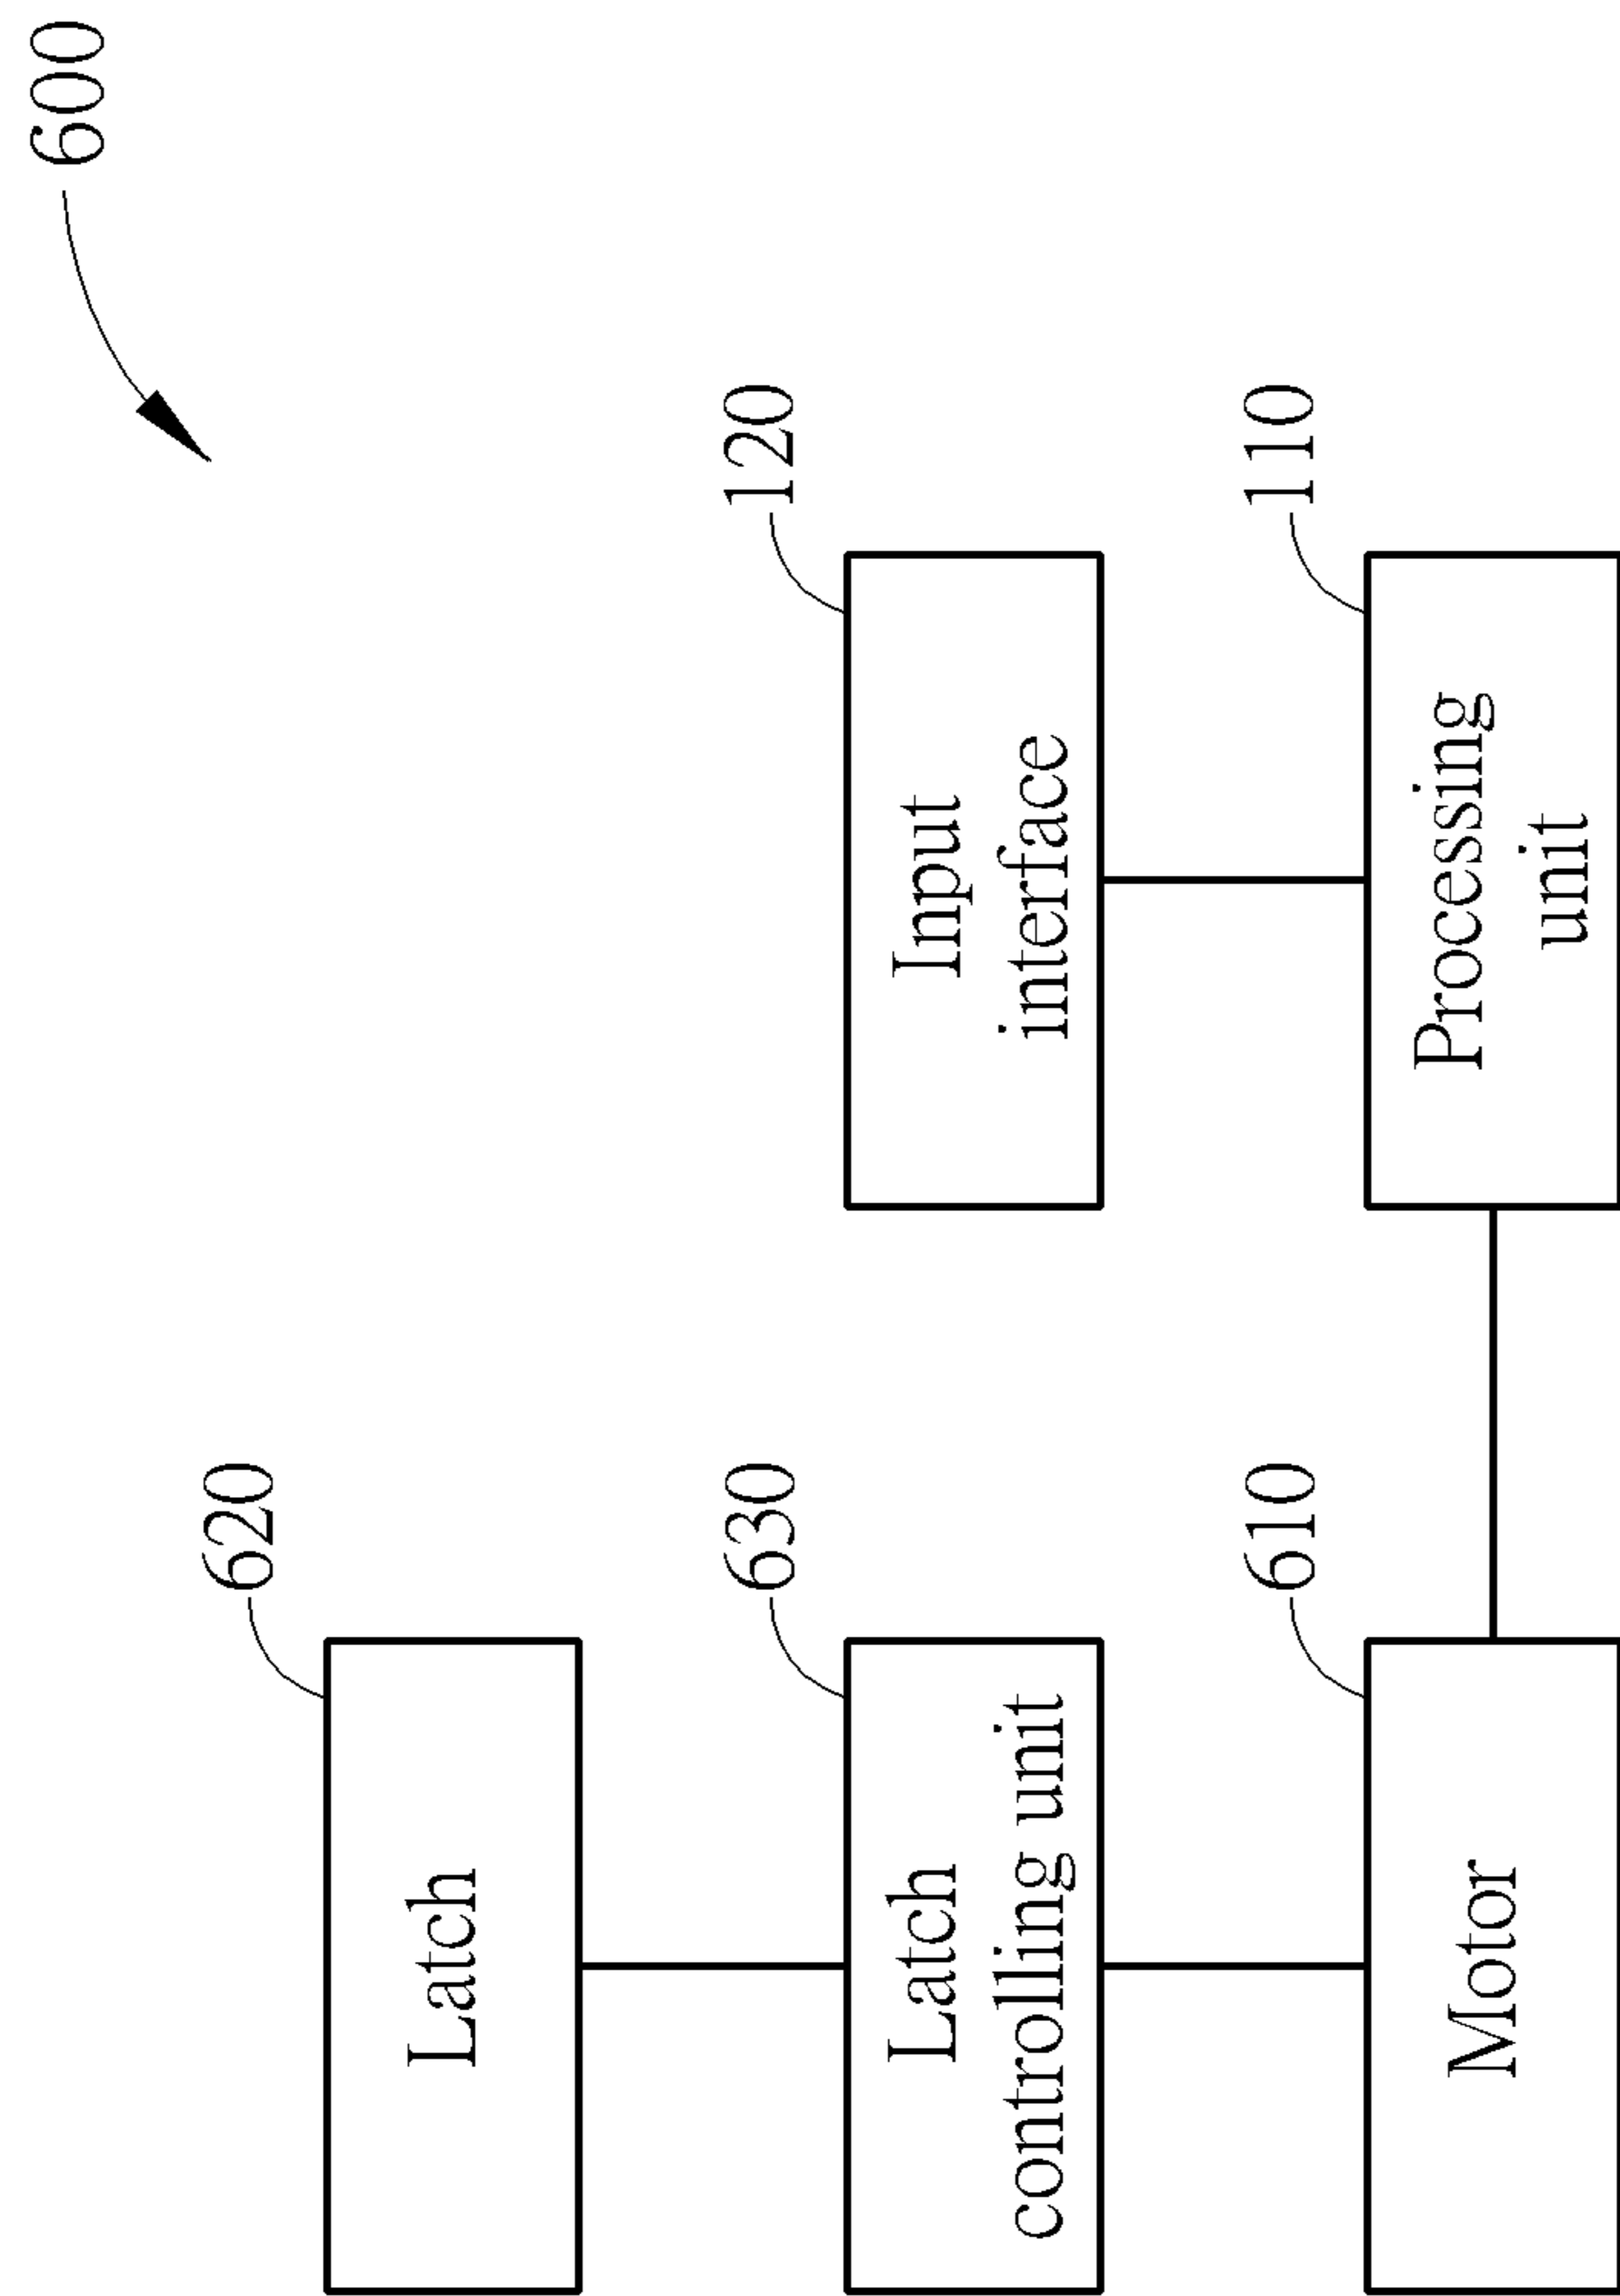 600
620
Latch
630
Latch
controlling unit
120
Input
interface
610
Motor
110
Processing
unit